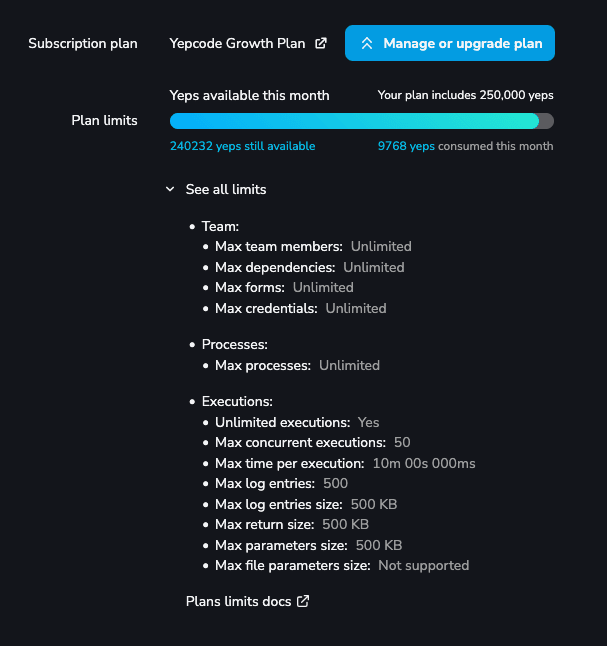 Subscription plan Yepcode Growth Plan Manage or upgrade plan
Yeps available this month Your plan includes 250,000 yeps
Plan limits
240232 yeps still available 9768 yeps consumed this month
See all limits
• Team:
• Max team members: Unlimited
• Max dependencies: Unlimited
• Max forms: Unlimited
• Max credentials: Unlimited
• Processes:
• Max processes: Unlimited
• Executions:
• Unlimited executions: Yes
• Max concurrent executions: 50
• Max time per execution: 10m 00s 000ms
• Max log entries: 500
• Max log entries size: 500 KB
• Max return size: 500 KB
• Max parameters size: 500 KB
• Max file parameters size: Not supported
Plans limits docs